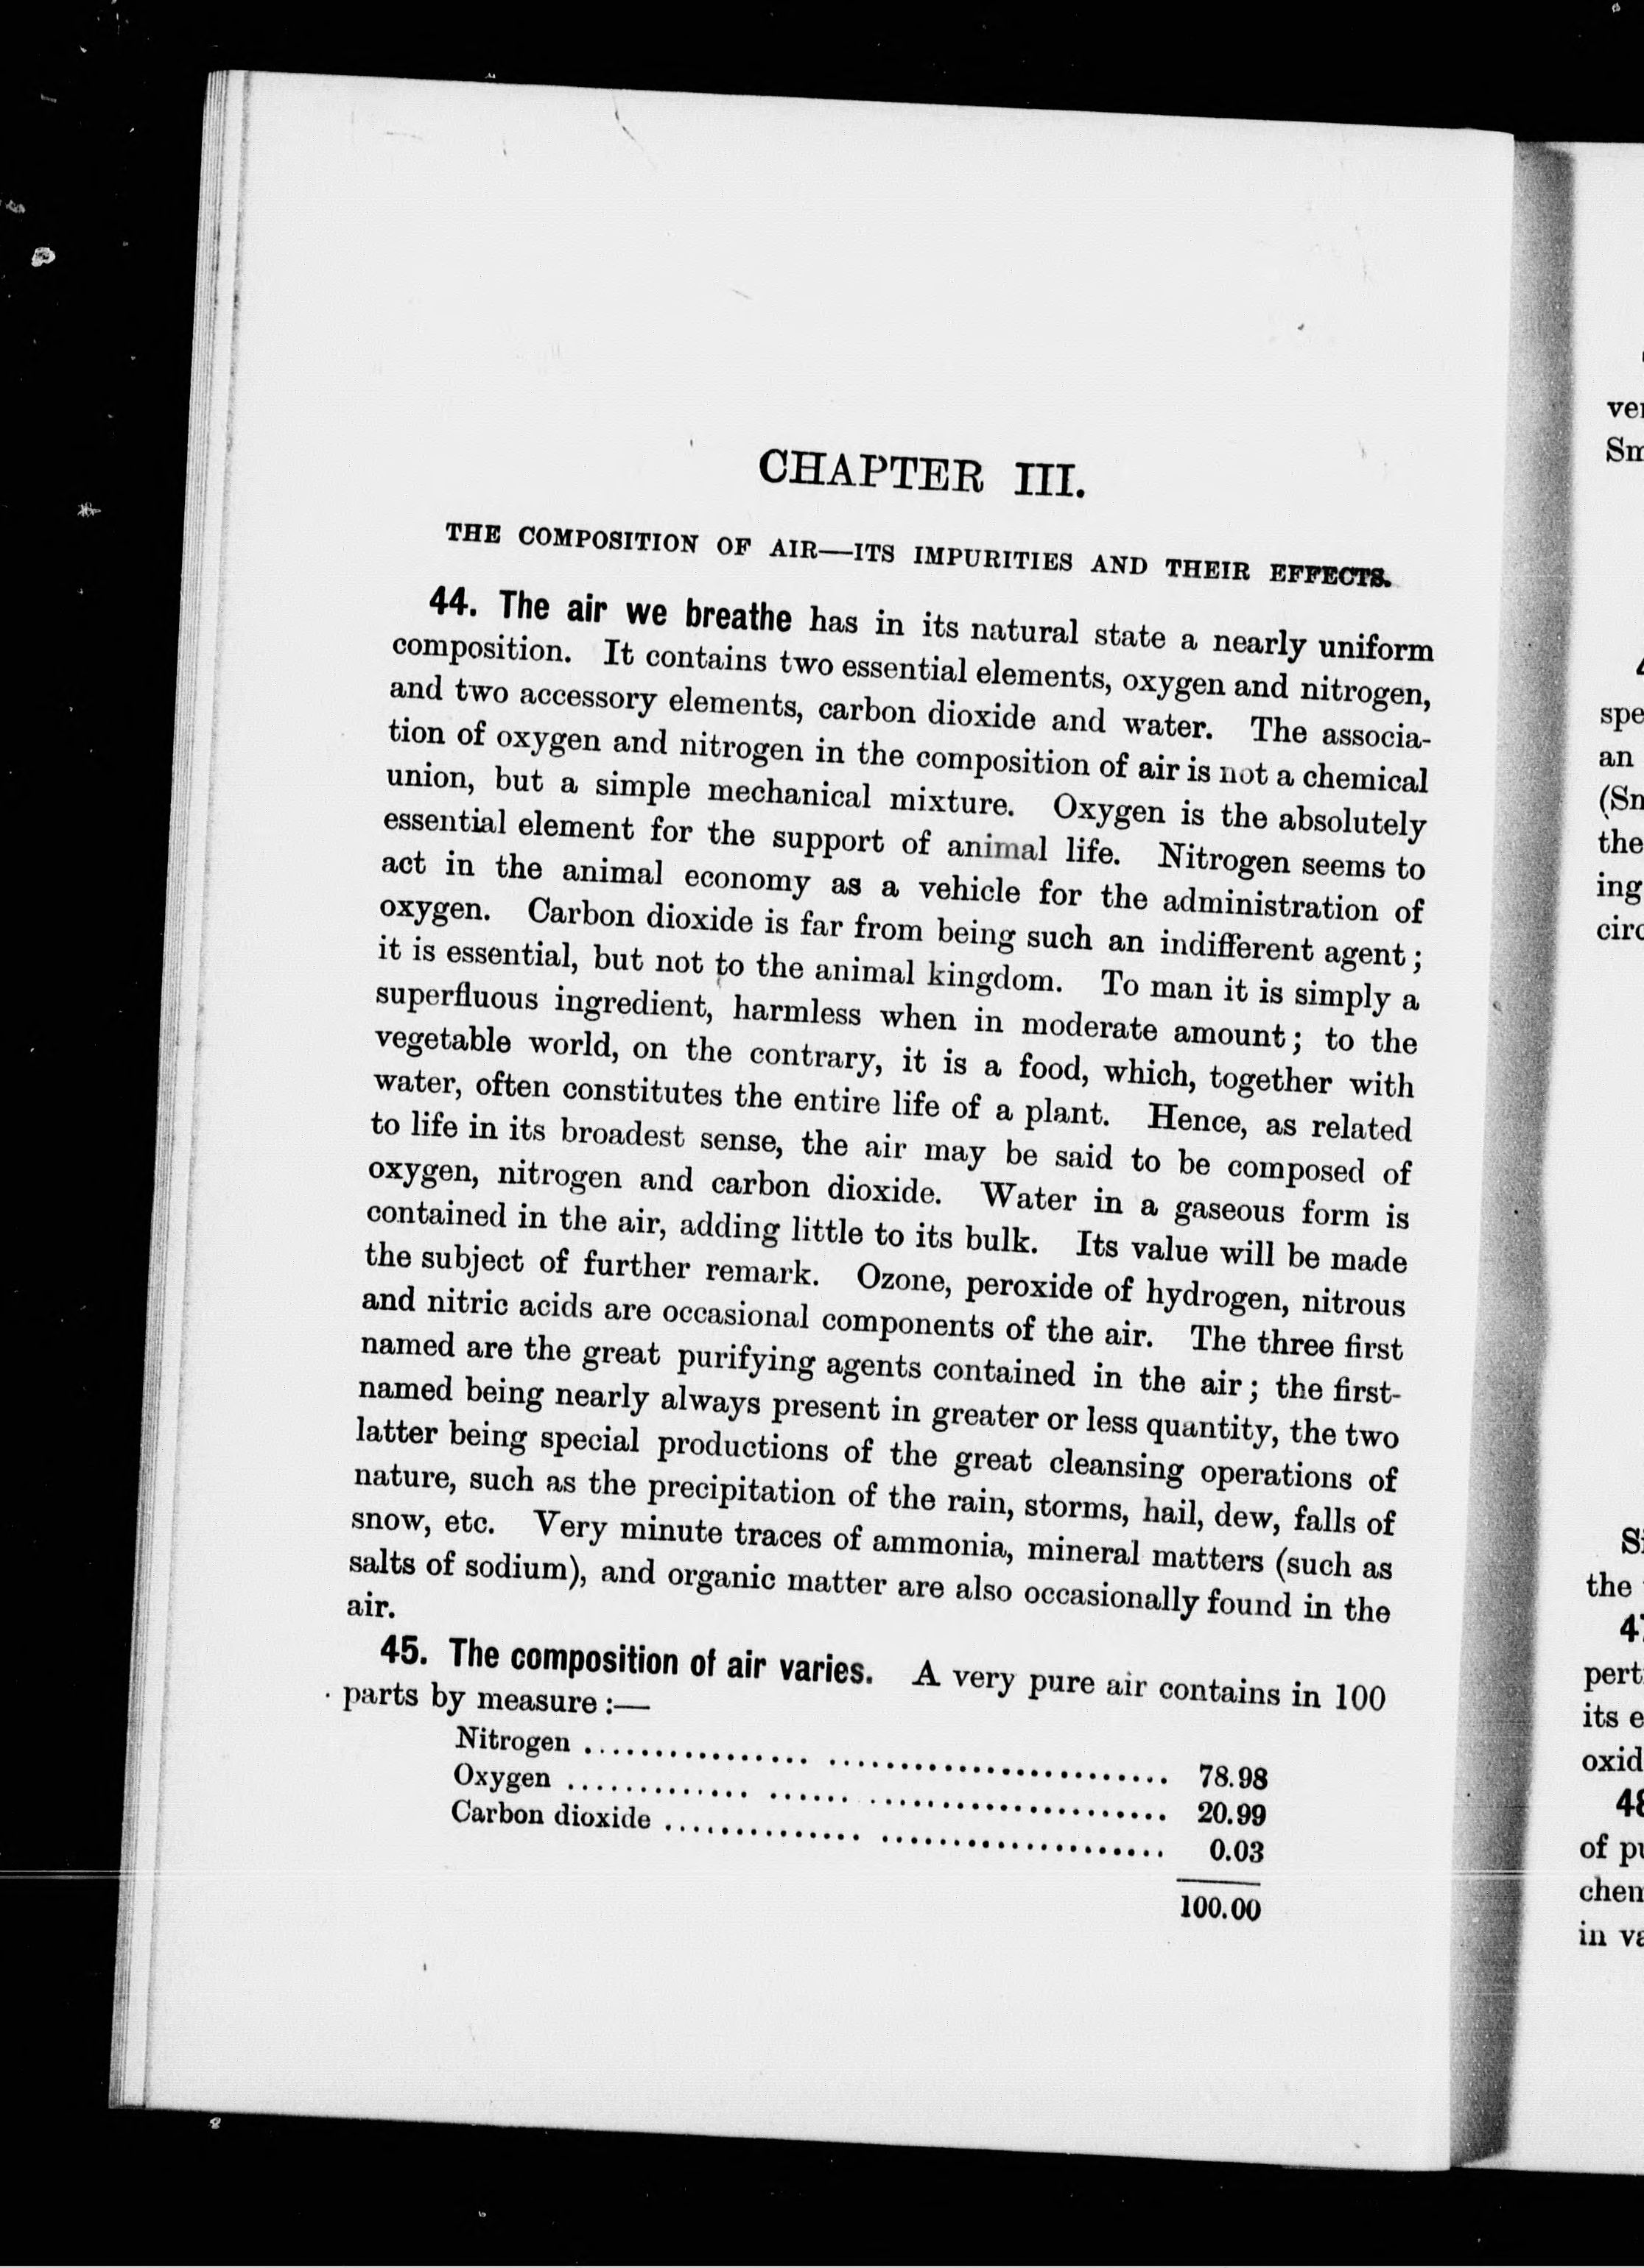 CHAPTER III.
THE COMPOSITION OF AIR—ITS IMPURITIES AND THEIR EFFECTS.
44. The air we breathe has in its natural state a nearly uniform
composition. It contains two essential elements, oxygen and nitrogen,
and two accessory elements, carbon dioxide and water. The associa-
tion of oxygen and nitrogen in the composition of air is not a chemical
union, but a simple mechanical mixture. Oxygen is the absolutely
essential element for the support of animal life. Nitrogen seems to
act in the animal economy as a vehicle for the administration of
oxygen. Carbon dioxide is far from being such an indifferent agent;
it is essential, but not to the animal kingdom. To man it is simply a
superfluous ingredient, harmless when in moderate amount; to the
vegetable world, on the contrary, it is a food, which, together with
water, often constitutes the entire life of a plant. Hence, as related
to life in its broadest sense, the air may be said to be composed of
oxygen, nitrogen and carbon dioxide. Water in a gaseous form is
contained in the air, adding little to its bulk. Its value will be made
the subject of further remark. Ozone, peroxide of hydrogen, nitrous
and nitric acids are occasional components of the air. The three first
named are the great purifying agents contained in the air; the first-
named being nearly always present in greater or less quantity, the two
latter being special productions of the great cleansing operations of
nature, such as the precipitation of the rain, storms, hail, dew, falls of
snow, etc. Very minute traces of ammonia, mineral matters (such as
salts of sodium), and organic matter are also occasionally found in the
air.
45. The composition of air varies. A very pure air contains in 100
parts by measure:—
Nitrogen ........................................ 78.98
Oxygen ........................................ 20.99
Carbon dioxide .................................. 0.03
100.00
spe
an
the
ing
the
its e
of